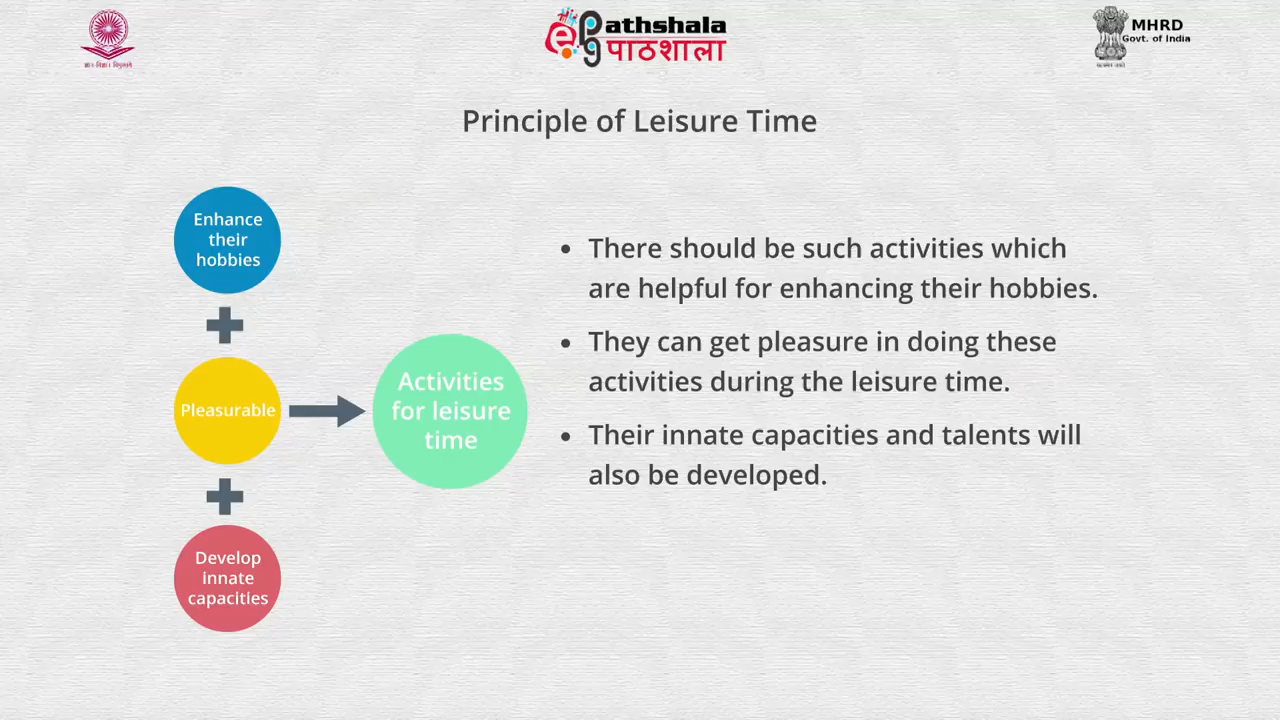 athshala
पाठशाला
MHRD
Govt. of India
Principle of Leisure Time
Enhance
their
hobbies
Pleasurable
Develop
innate
capacities
Activities
for leisure
time
• There should be such activities which
are helpful for enhancing their hobbies.
• They can get pleasure in doing these
activities during the leisure time.
• Their innate capacities and talents will
also be developed.